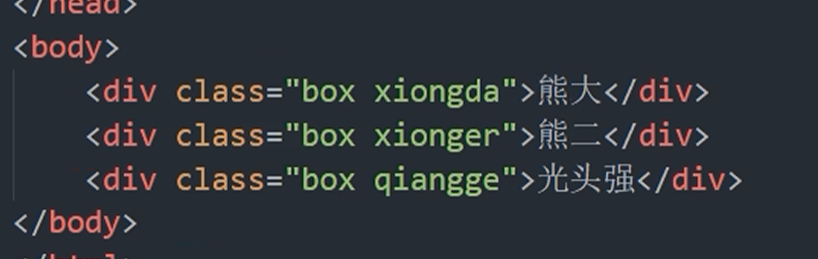 </head>
<body>
<div class="box xiongda">熊大</div>
<div class="box xionger">熊二</div>
<div class="box qiangge">光头强</div>
</body>